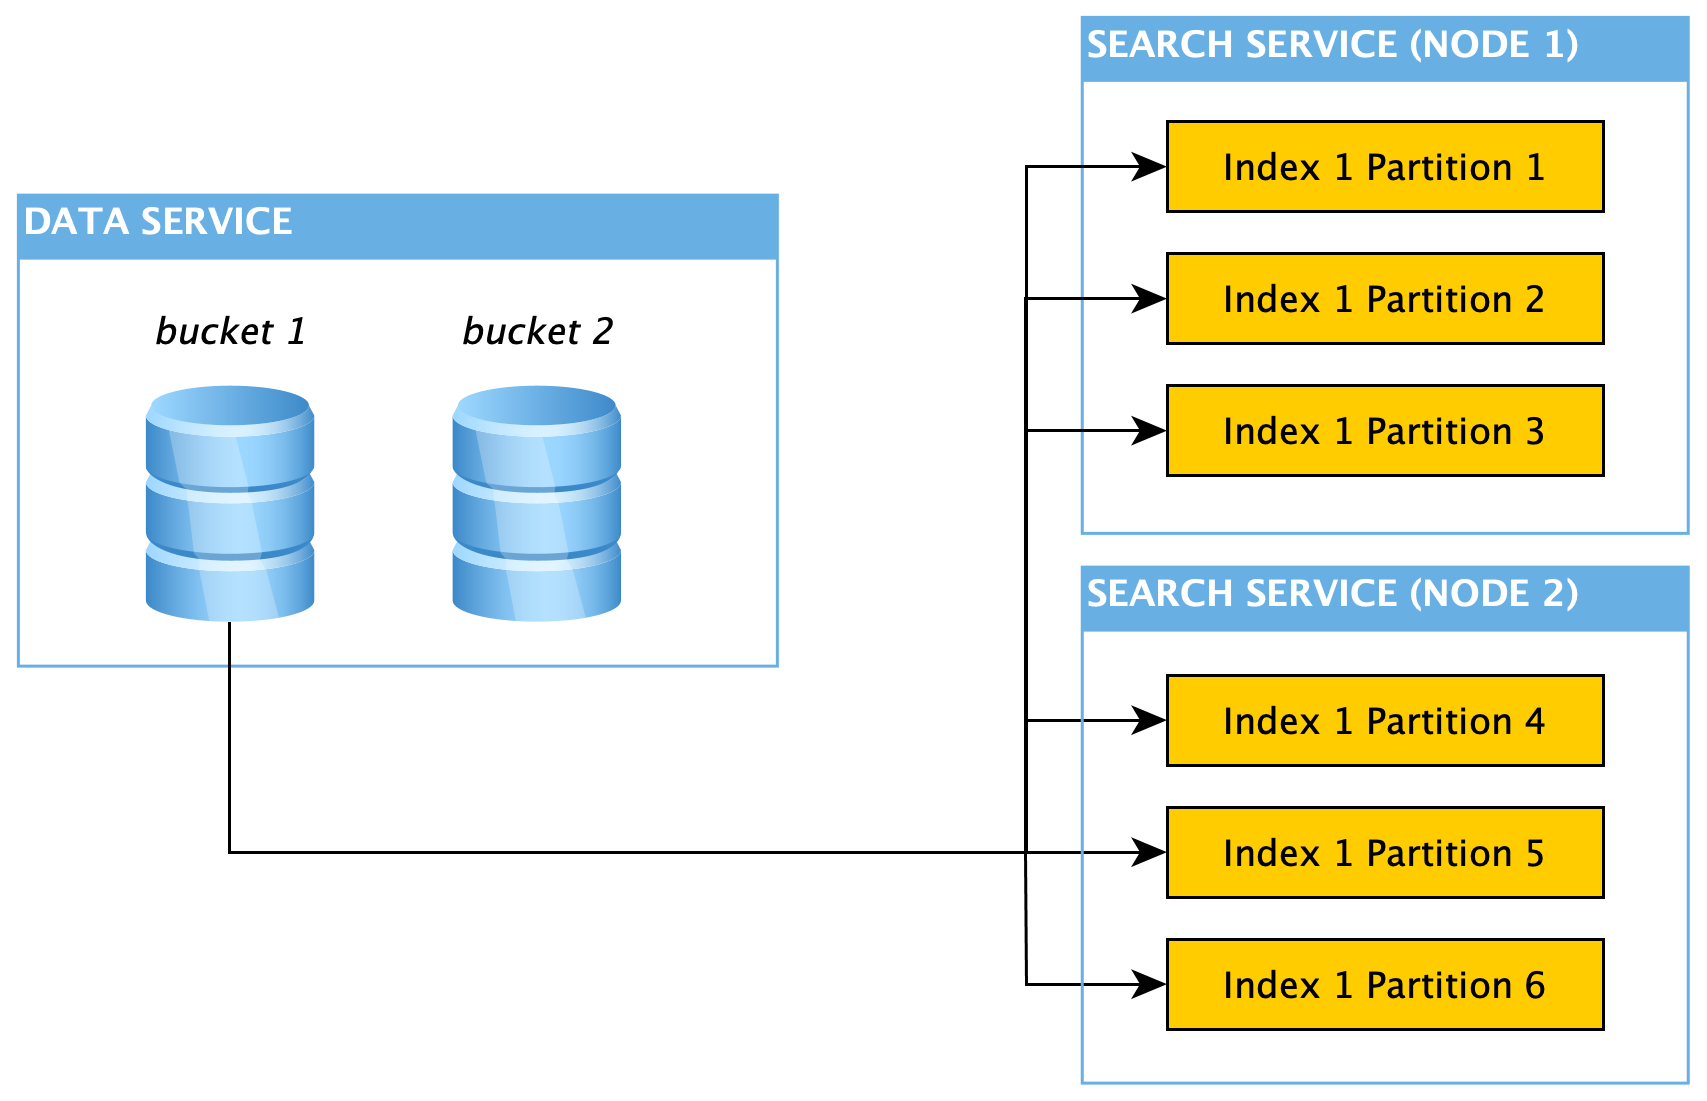 DATA SERVICE
bucket 1
bucket 2
SEARCH SERVICE (NODE 1)
Index 1 Partition 1
Index 1 Partition 2
Index 1 Partition 3
SEARCH SERVICE (NODE 2)
Index 1 Partition 4
Index 1 Partition 5
Index 1 Partition 6